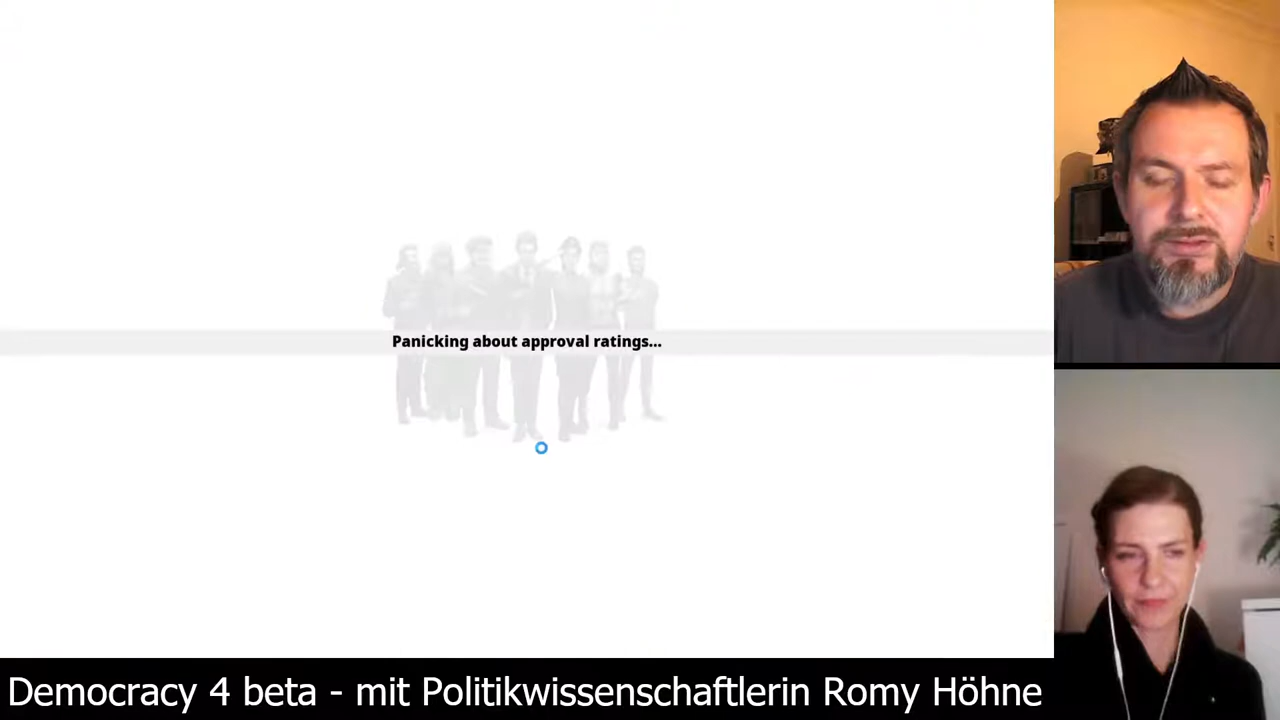 Panicking about approval ratings...
Democracy 4 beta - mit Politikwissenschaftlerin Romy Höhne